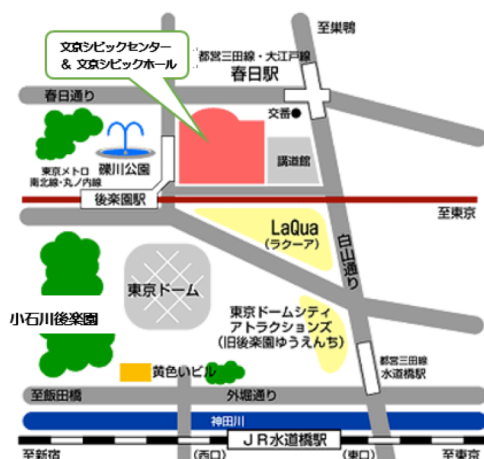 至巣鴨
文京シビックセンター
& 文京シビックホール
都営三田線・大江戸線
春日駅
春日通り
交番
講道館
礫川公園
東京メトロ
南北線・丸ノ内線
後楽園駅
至東京
LaQua
(ラクーア)
白山通り
東京ドーム
小石川後楽園
東京ドームシティ
アトラクションズ
(旧後楽園ゆうえんち)
都営三田線
水道橋駅
黄色いビル
至飯田橋
外堀通り
神田川
JR水道橋駅
至新宿
(西口)
(東口)
至東京